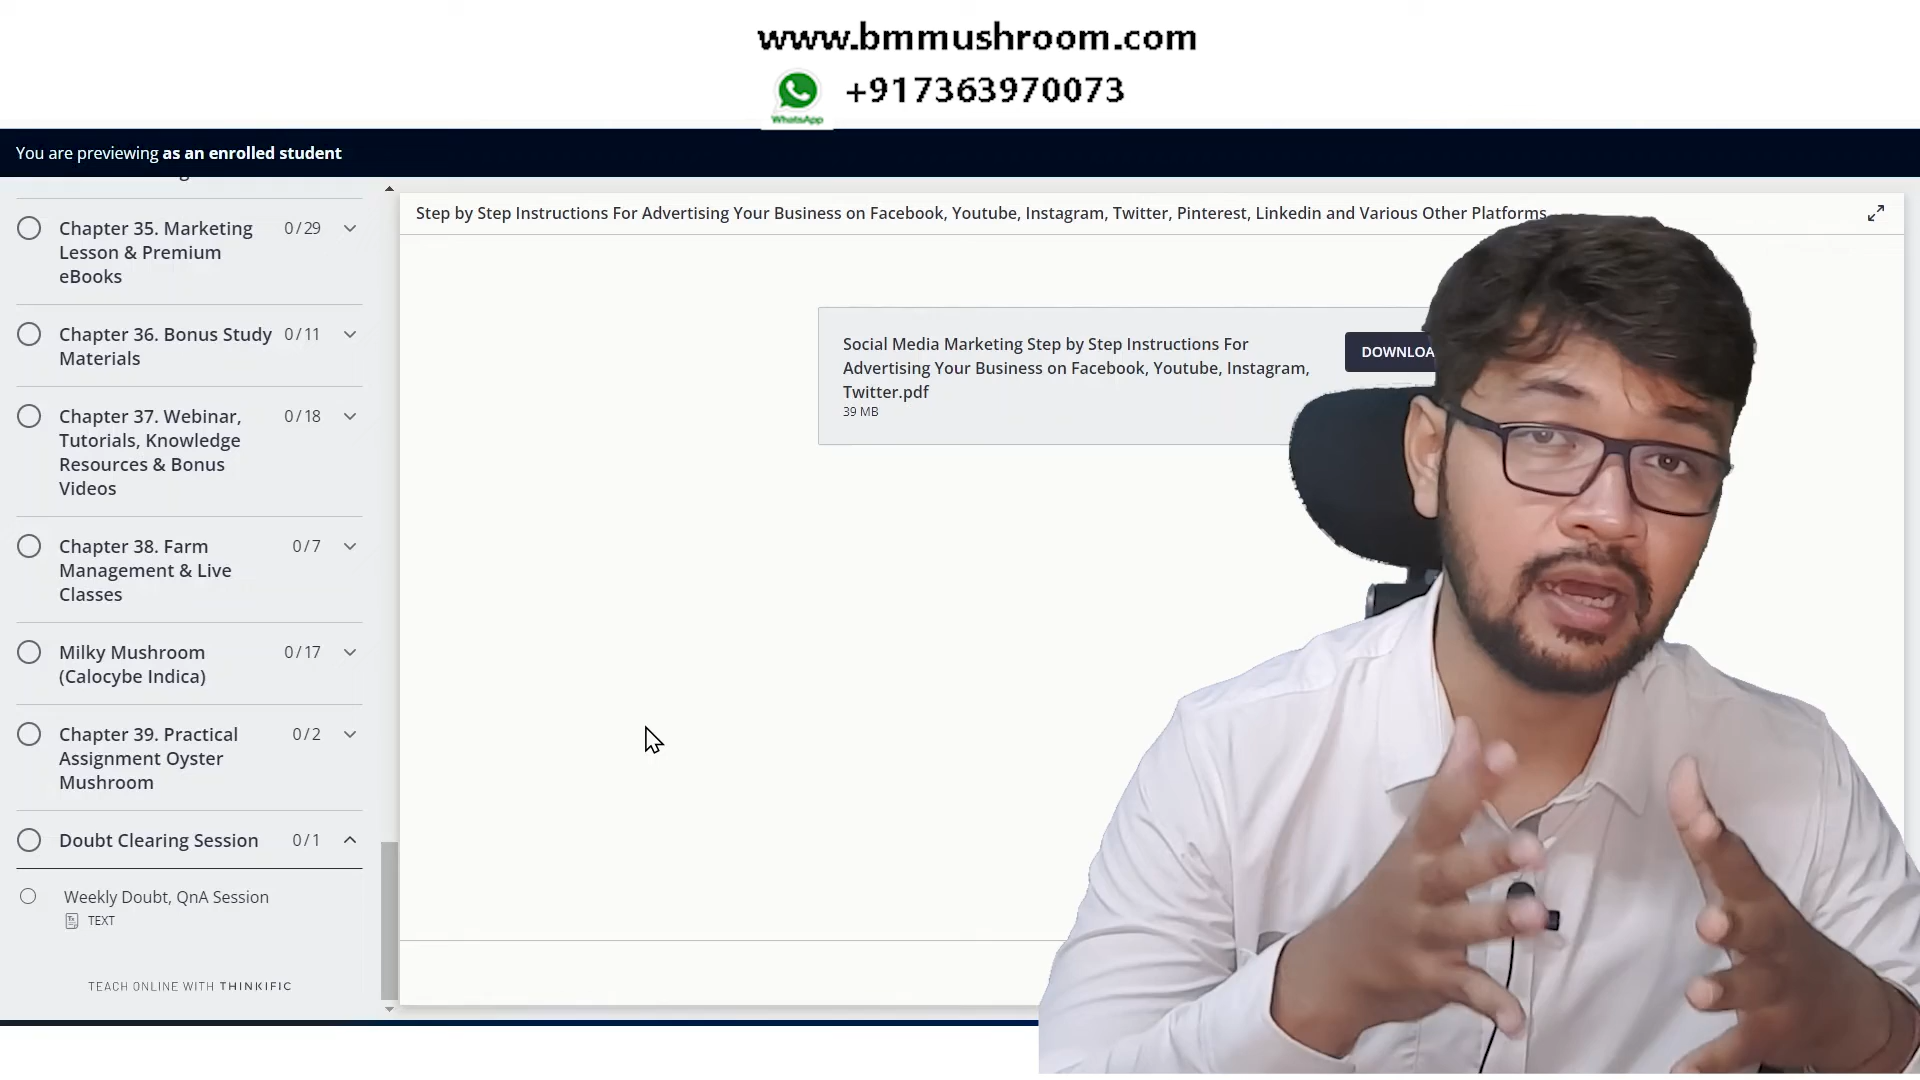 www.bmmushroom.com
WhatsApp
+917363970073
You are previewing as an enrolled student
Chapter 35. Marketing 0/29
Lesson & Premium
eBooks
Chapter 36. Bonus Study 0/11
Materials
Chapter 37. Webinar, 0/18
Tutorials, Knowledge
Resources & Bonus
Videos
Chapter 38. Farm 0/7
Management & Live
Classes
Milky Mushroom 0/17
(Calocybe Indica)
Chapter 39. Practical 0/2
Assignment Oyster
Mushroom
Doubt Clearing Session 0/1
Weekly Doubt, QnA Session
TEXT
TEACH ONLINE WITH THINKIFIC
Step by Step Instructions For Advertising Your Business on Facebook, Youtube, Instagram, Twitter, Pinterest, Linkedin and Various Other Platforms
Social Media Marketing Step by Step Instructions For
Advertising Your Business on Facebook, Youtube, Instagram,
Twitter.pdf
39 MB
DOWNLOA